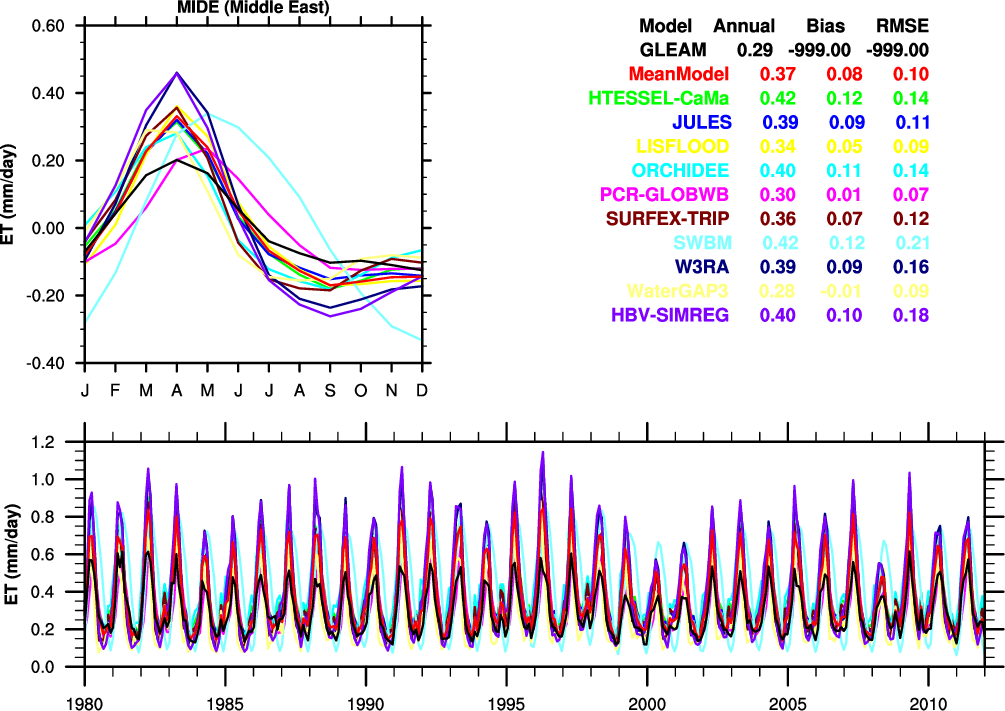 MIDE (Middle East)
0.60
0.40
0.20
0.00
-0.20
-0.40
ET (mm/day)
J F M A M J J A S O N D
Model Annual Bias RMSE
GLEAM 0.29 -999.00 -999.00
MeanModel 0.37 0.08 0.10
HTESSEL-CaMa 0.42 0.12 0.14
JULES 0.39 0.09 0.11
LISFLOOD 0.34 0.05 0.09
ORCHIDEE 0.40 0.11 0.14
PCR-GLOBWB 0.30 0.01 0.07
SURFEX-TRIP 0.36 0.07 0.12
SWBM 0.42 0.12 0.21
W3RA 0.39 0.09 0.16
WaterGAP3 0.28 -0.01 0.09
HBV-SIMREG 0.40 0.10 0.18
1.2
1.0
0.8
0.6
0.4
0.2
0.0
ET (mm/day)
1980 1985 1990 1995 2000 2005 2010